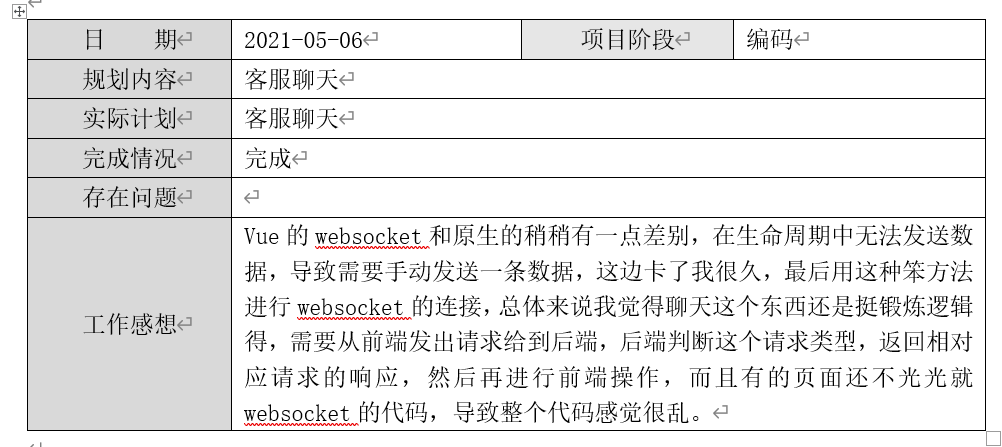 日 期 2021-05-06 项目阶段 编码
规划内容 客服聊天
实际计划 客服聊天
完成情况 完成
存在问题
工作感想
Vue 的 websocket 和原生的稍稍有一点差别，在生命周期中无法发送数
据，导致需要手动发送一条数据，这边卡了我很久，最后用这种笨方法
进行 websocket 的连接，总体来说我觉得聊天这个东西还是挺锻炼逻辑
得，需要从前端发出请求给到后端，后端判断这个请求类型，返回相对
应请求的响应，然后再进行前端操作，而且有的页面还不光光就
websocket 的代码，导致整个代码感觉很乱。